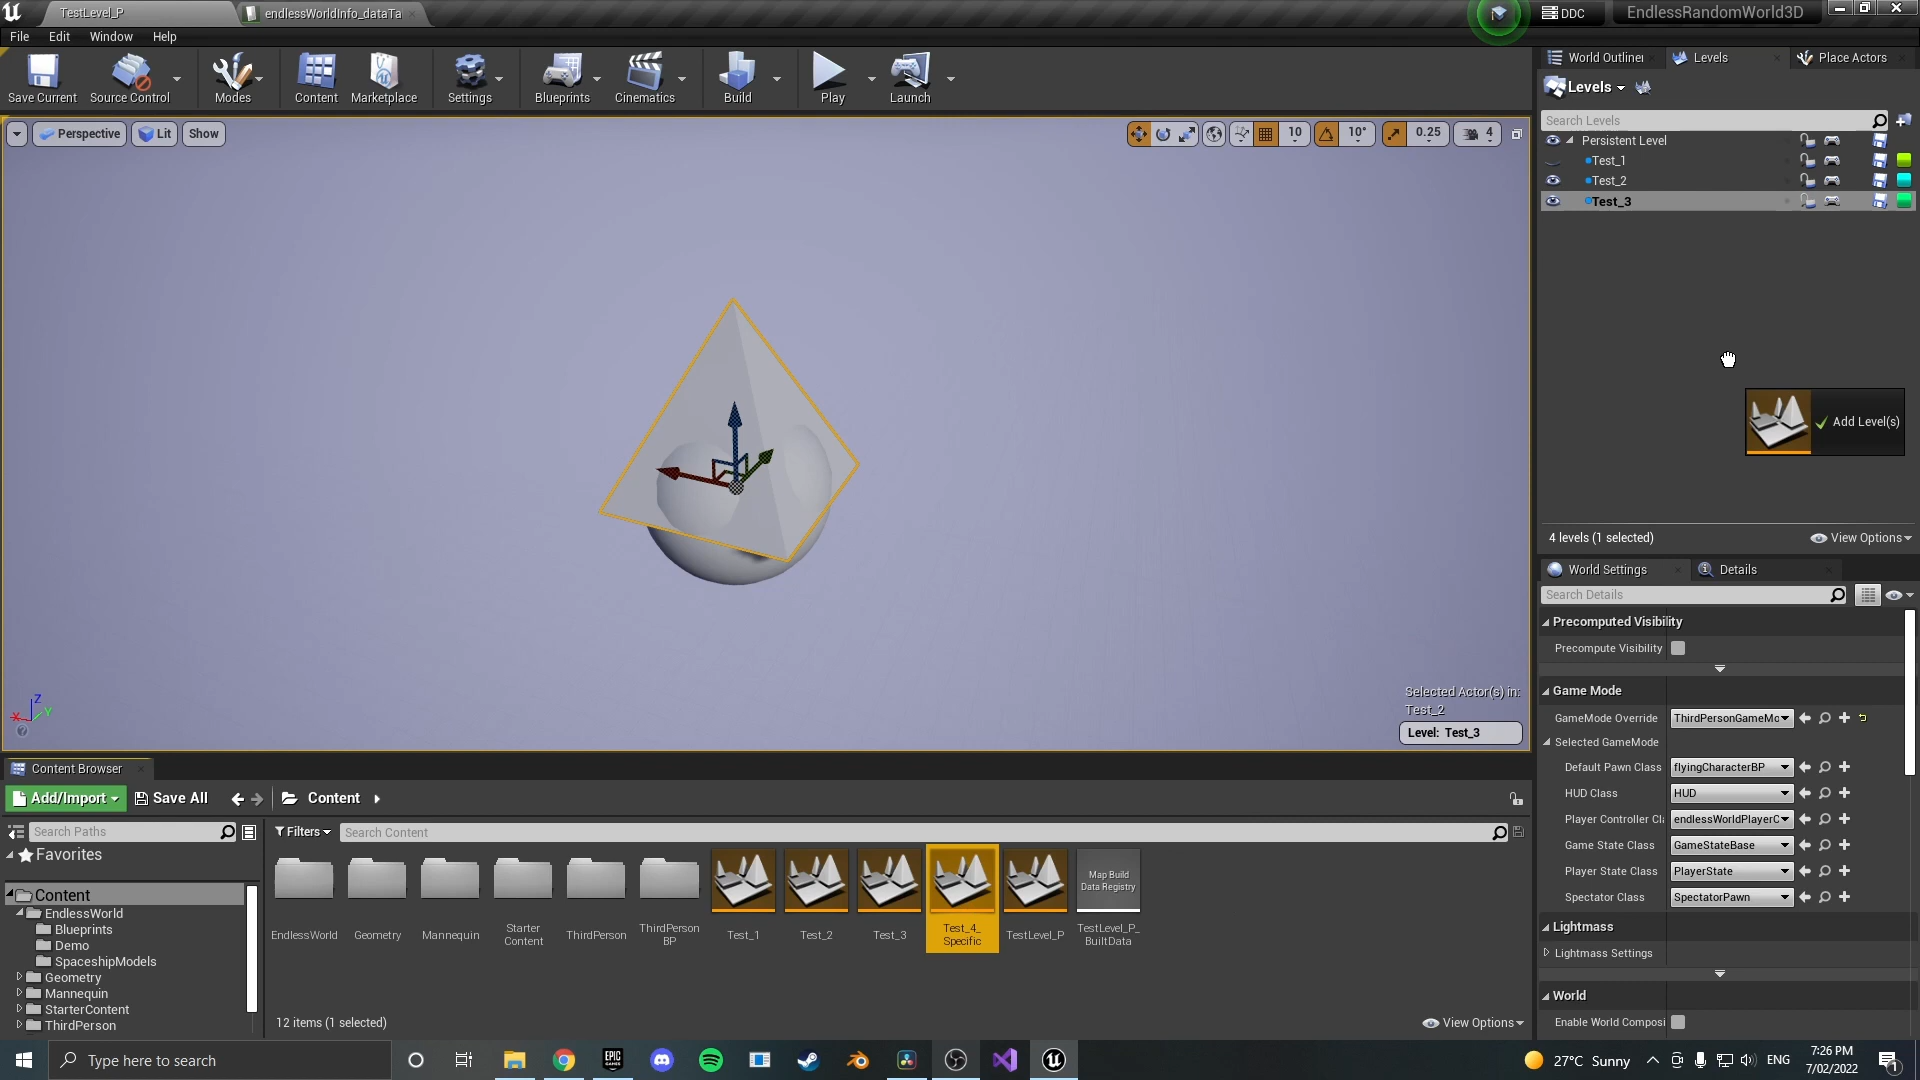 TestLevel_P
endlessWorldInfo_dataTa
DDC
EndlessRandomWorld3D
File Edit Window Help
World Outliner
Levels
Place Actors
Save Current
Source Control
Modes
Content
Marketplace
Settings
Blueprints
Cinematics
Build
Play
Launch
Levels
Search Levels
Perspective
Lit
Show
10
10°
0.25
4
Persistent Level
Test_1
Test_2
Test_3
Add Level(s)
4 levels (1 selected)
View Options
World Settings
Details
Search Details
Precomputed Visibility
Precompute Visibility
Game Mode
GameMode Override
ThirdPersonGameMo
Selected GameMode
Default Pawn Class
flyingCharacterBP
HUD Class
HUD
Player Controller Cla
endlessWorldPlayerC
Game State Class
GameStateBase
Player State Class
PlayerState
Spectator Class
SpectatorPawn
Lightmass
Lightmass Settings
World
Enable World Composi
Z
X
Y
Selected Actor(s) in:
Test_2
Level: Test_3
Content Browser
Add/Import
Save All
Content
Search Paths
Filters
Search Content
Favorites
Content
EndlessWorld
Blueprints
Demo
SpaceshipModels
Geometry
Mannequin
StarterContent
ThirdPerson
EndlessWorld
Geometry
Mannequin
Starter
Content
ThirdPerson
ThirdPerson
BP
Test_1
Test_2
Test_3
Test_4_
Specific
TestLevel_P
Map Build
Data Registry
TestLevel_P_
BuiltData
12 items (1 selected)
View Options
Type here to search
EPIC
GAMES
27°C Sunny
ENG
7:26 PM
7/02/2022
1